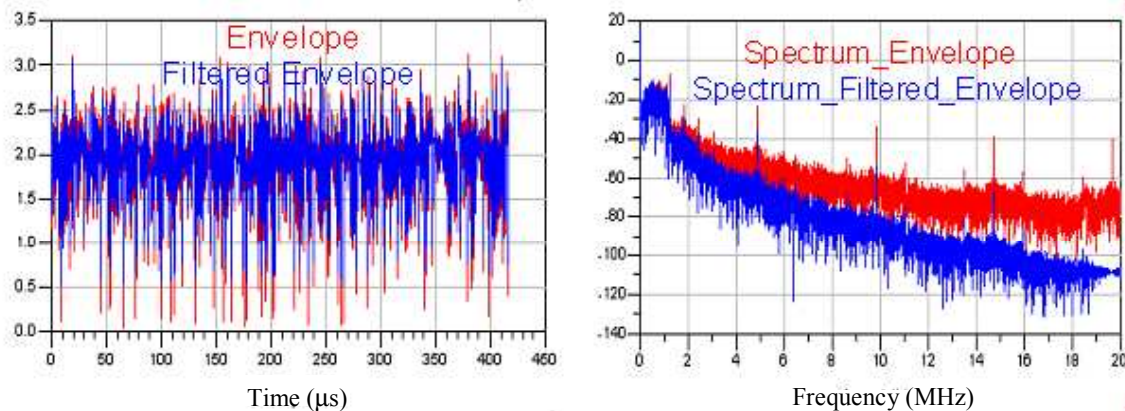 3.5
3.0
2.5
2.0
1.5
1.0
0.5
0.0
Envelope
Filtered_Envelope
0 50 100 150 200 250 300 350 400 450
Time (μs)
20
-0
-20
-40
-60
-80
-100
-120
-140
Spectrum_Envelope
Spectrum_Filtered_Envelope
0 2 4 6 8 10 12 14 16 18 20
Frequency (MHz)